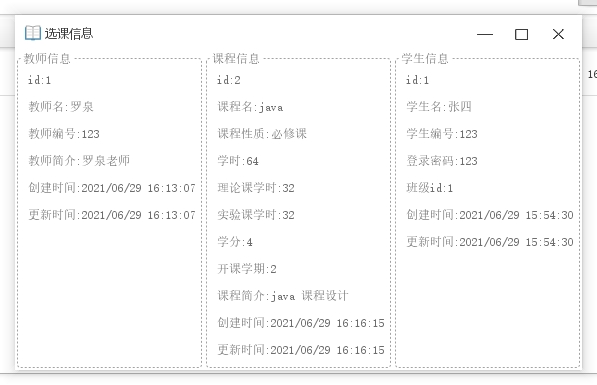 选课信息
教师信息
id:1
教师名:罗泉
教师编号:123
教师简介:罗泉老师
创建时间:2021/06/29 16:13:07
更新时间:2021/06/29 16:13:07
课程信息
id:2
课程名:java
课程性质:必修课
学时:64
理论课学时:32
实验课学时:32
学分:4
开课学期:2
课程简介:java 课程设计
创建时间:2021/06/29 16:16:15
更新时间:2021/06/29 16:16:15
学生信息
id:1
学生名:张四
学生编号:123
登录密码:123
班级id:1
创建时间:2021/06/29 15:54:30
更新时间:2021/06/29 15:54:30
16